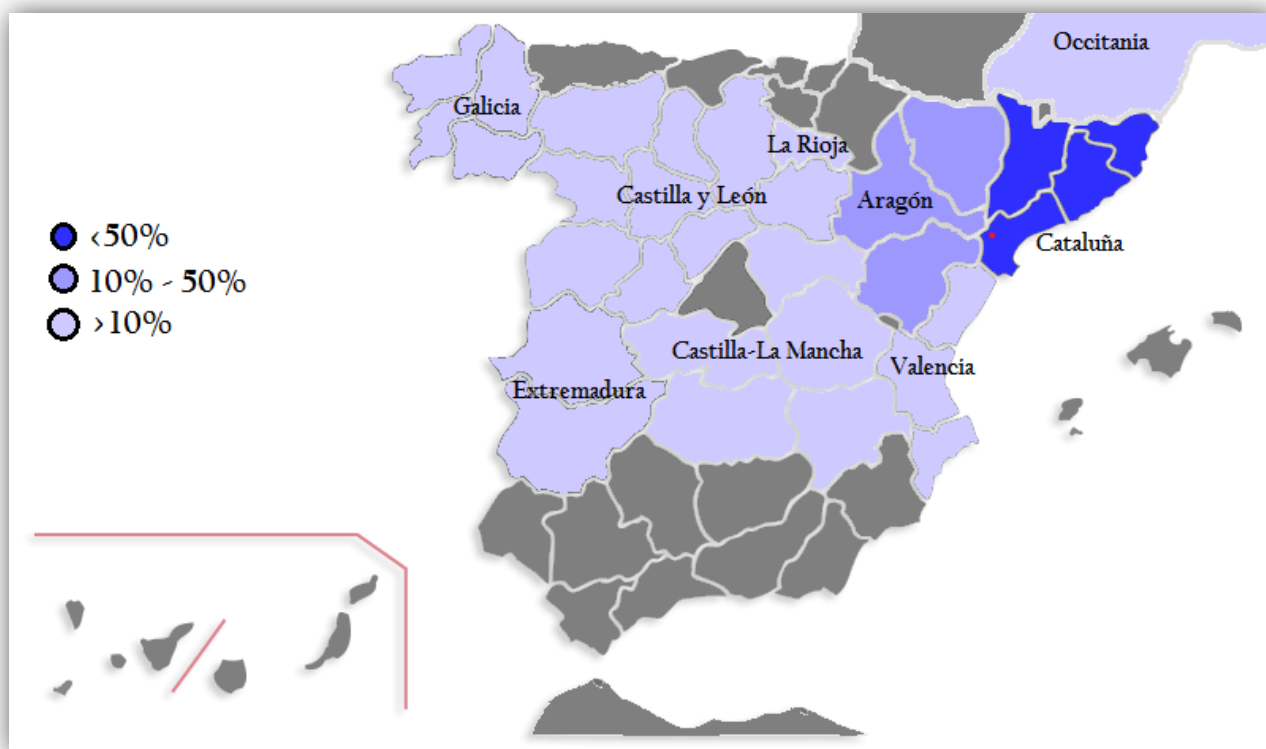 Occitania
Galicia
La Rioja
Castilla y León
Aragón
<50%
Cataluña
10% - 50%
>10%
Castilla-La Mancha
Valencia
Extremadura